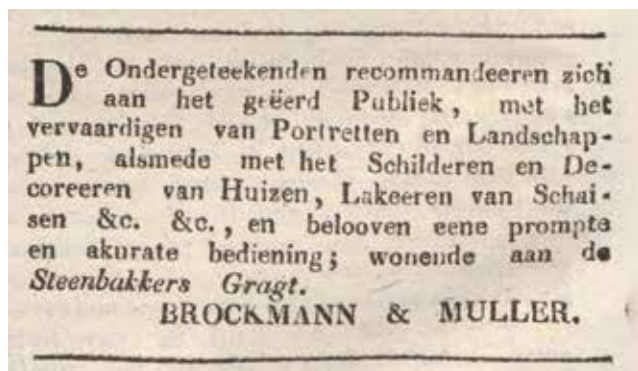 De Ondergeteekenden recommandeeren zich
aan het geëerd Publiek, met het
vervaardigen van Portretten en Landschap-
pen, alsmede met het Schilderen en De-
coreeren van Huizen, Lakeeren van Schai-
sen &c. &c., en belooven eene prompte
en akurate bediening; wonende aan de
Steenbakkers Gragt.
BROCKMANN & MULLER.